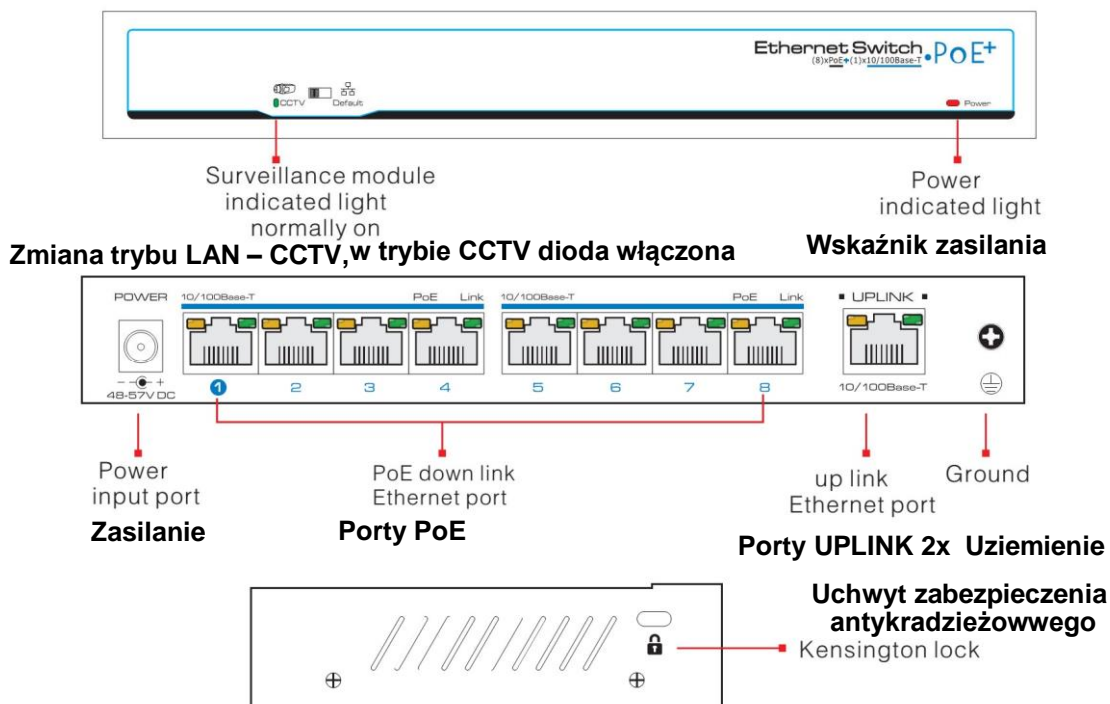 Ethernet Switch
(8)xPoE+(1)x10/100Base-T
•PoE+
CCTV
Default
Power
Surveillance module
indicated light
normally on
Power
indicated light
Zmiana trybu LAN – CCTV,w trybie CCTV dioda włączona
Wskaźnik zasilania
POWER
10/100Base-T
PoE Link
10/100Base-T
PoE Link
UPLINK
48-57V DC
1 2 3 4 5 6 7 8
10/100Base-T
Power
input port
PoE down link
Ethernet port
up link
Ethernet port
Ground
Zasilanie
Porty PoE
Porty UPLINK 2x Uziemienie
Uchwyt zabezpieczenia
antykradzieżowwego
Kensington lock